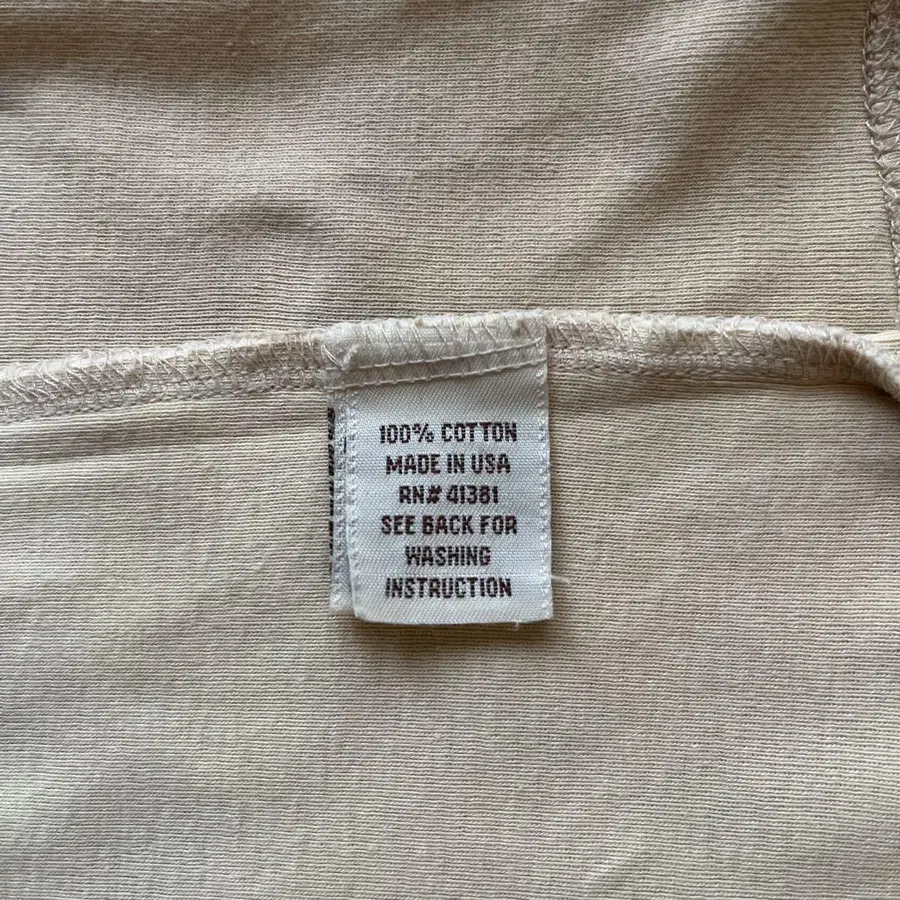 100% COTTON
MADE IN USA
RN# 41381
SEE BACK FOR
WASHING
INSTRUCTION